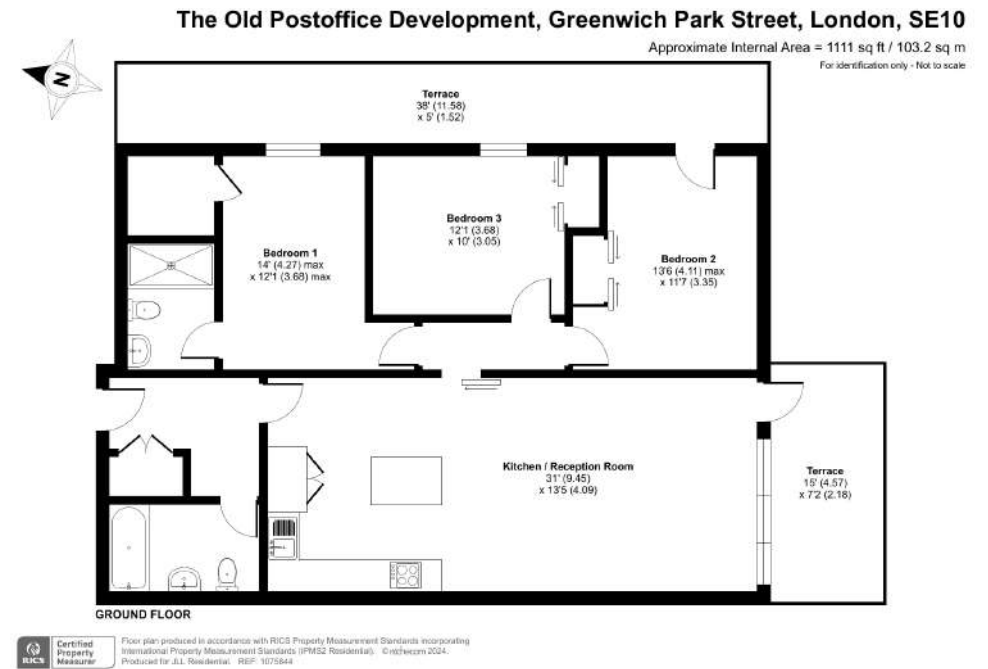 The Old Postoffice Development, Greenwich Park Street, London, SE10
Approximate Internal Area = 1111 sq ft / 103.2 sq m
For identification only - Not to scale
N
Terrace
38' (11.58)
x 5' (1.52)
Bedroom 1
14' (4.27) max
x 12'1 (3.68) max
Bedroom 3
12'1 (3.68)
x 10' (3.05)
Bedroom 2
13'6 (4.11) max
x 11'7 (3.35)
Kitchen / Reception Room
31' (9.45)
x 13'5 (4.09)
Terrace
15' (4.57)
x 7'2 (2.18)
GROUND FLOOR
RICS
Certified
Property
Measurer
Floor plan produced in accordance with RICS Property Measurement Standards incorporating
International Property Measurement Standards (IPMS2 Residential). ©nichecom 2024.
Produced for JLL Residential. REF: 1075844